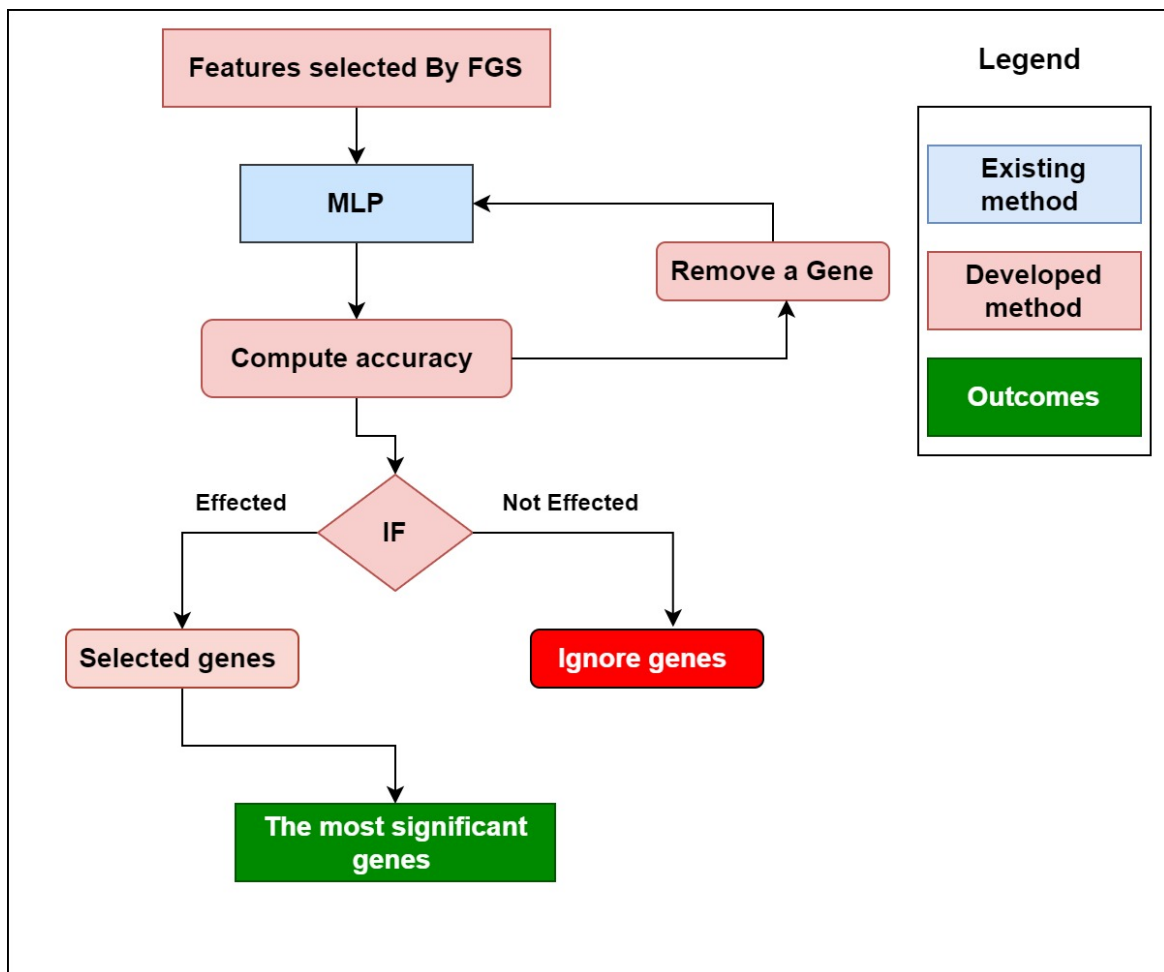 Features selected By FGS
MLP
Remove a Gene
Compute accuracy
Effected
Not Effected
IF
Selected genes
Ignore genes
The most significant
genes
Legend
Existing
method
Developed
method
Outcomes